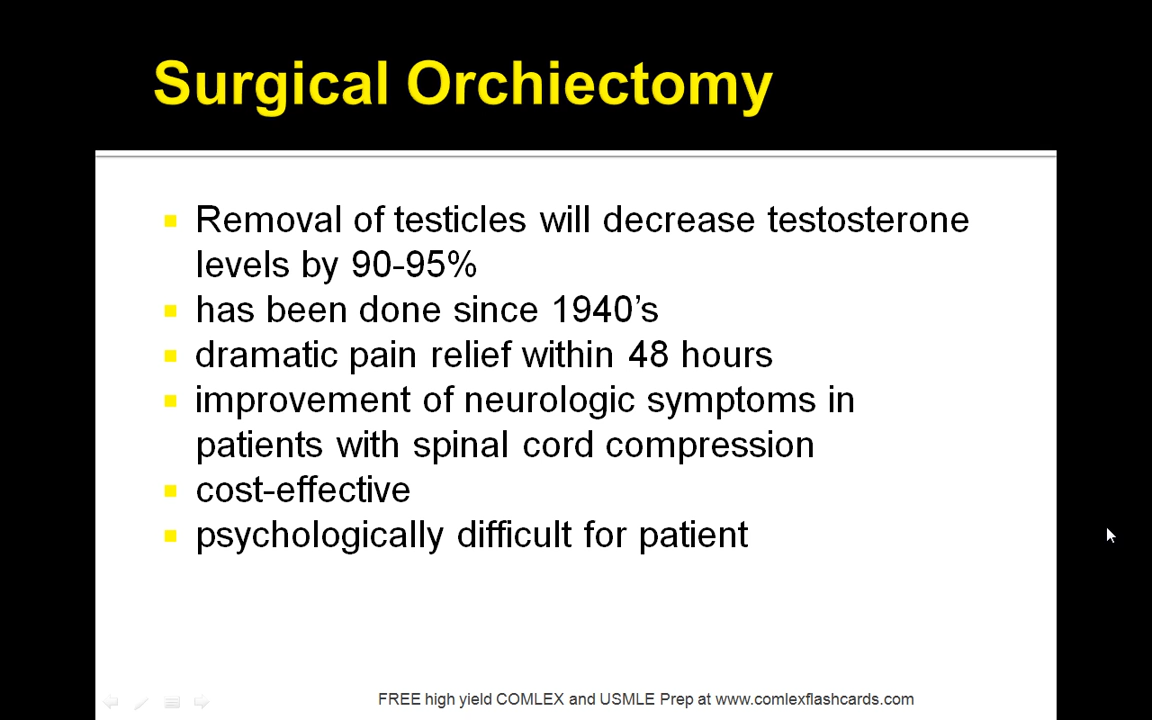 Surgical Orchiectomy
Removal of testicles will decrease testosterone
levels by 90-95%
has been done since 1940’s
dramatic pain relief within 48 hours
improvement of neurologic symptoms in
patients with spinal cord compression
cost-effective
psychologically difficult for patient
FREE high yield COMLEX and USMLE Prep at www.comlexflashcards.com